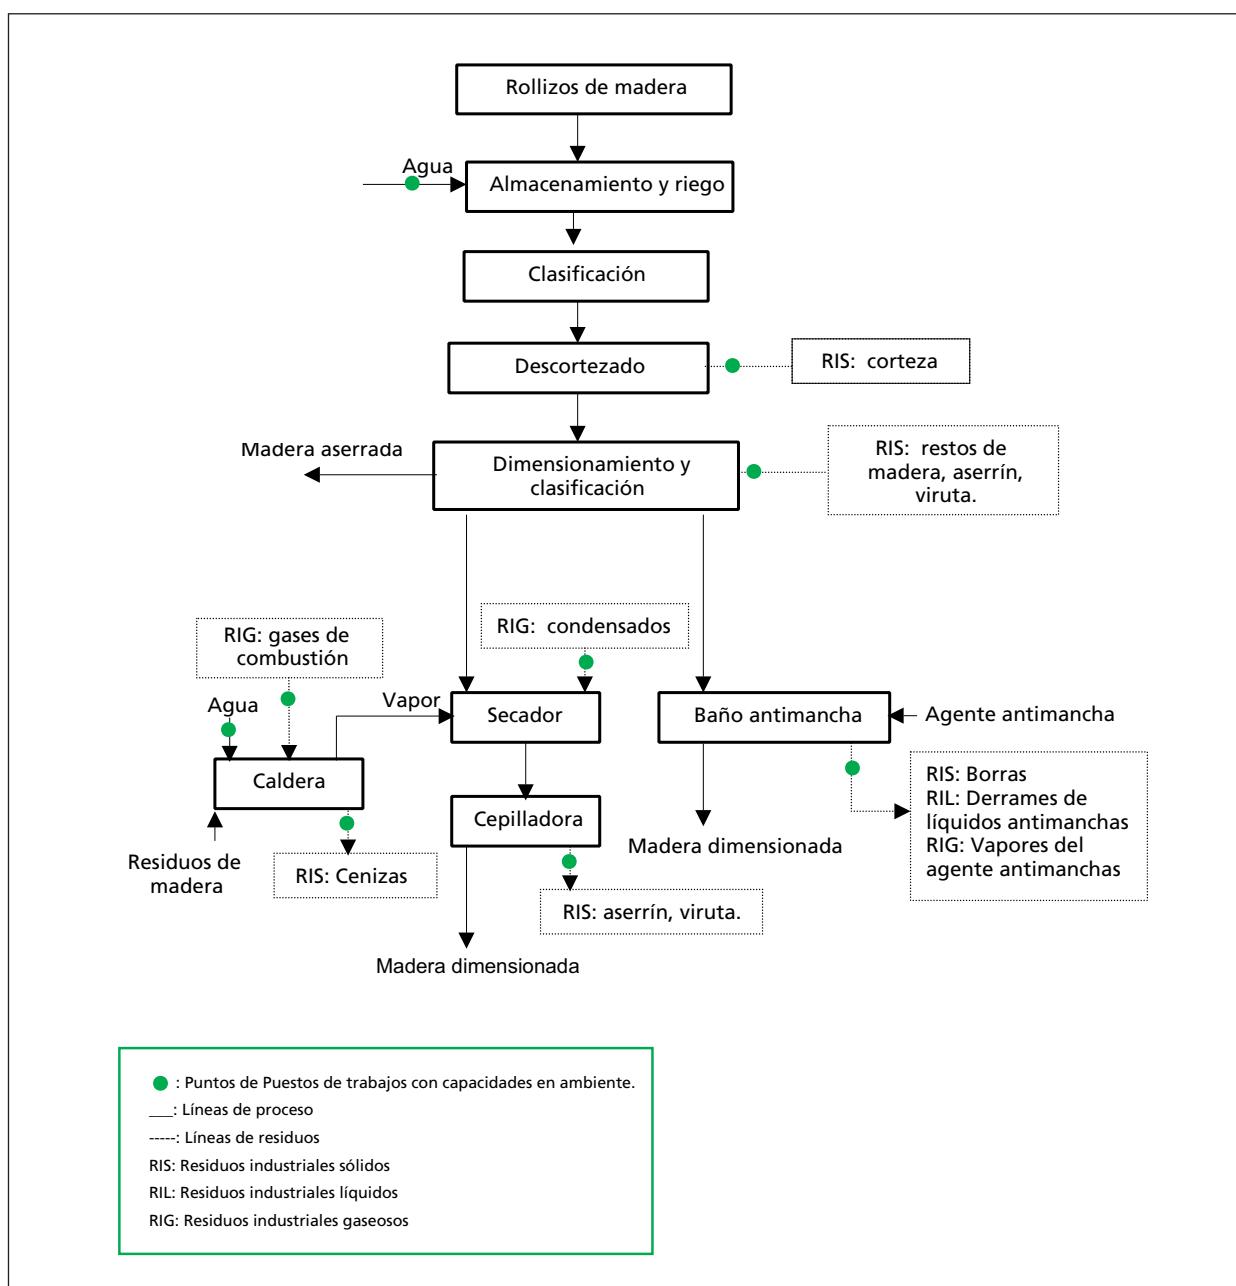 Rollizos de madera
Agua
Almacenamiento y riego
Clasificación
Descortezado
RIS: corteza
Madera aserrada
Dimensionamiento y
clasificación
RIS: restos de
madera, aserrín,
viruta.
RIG: gases de
combustión
RIG: condensados
Agua
Vapor
Secador
Baño antimancha
Agente antimancha
Caldera
Cepilladora
RIS: Borras
RIL: Derrames de
líquidos antimanchas
RIG: Vapores del
agente antimanchas
Residuos de
madera
RIS: Cenizas
Madera dimensionada
RIS: aserrín, viruta.
Madera dimensionada
: Puntos de Puestos de trabajos con capacidades en ambiente.
___: Líneas de proceso
-----: Líneas de residuos
RIS: Residuos industriales sólidos
RIL: Residuos industriales líquidos
RIG: Residuos industriales gaseosos